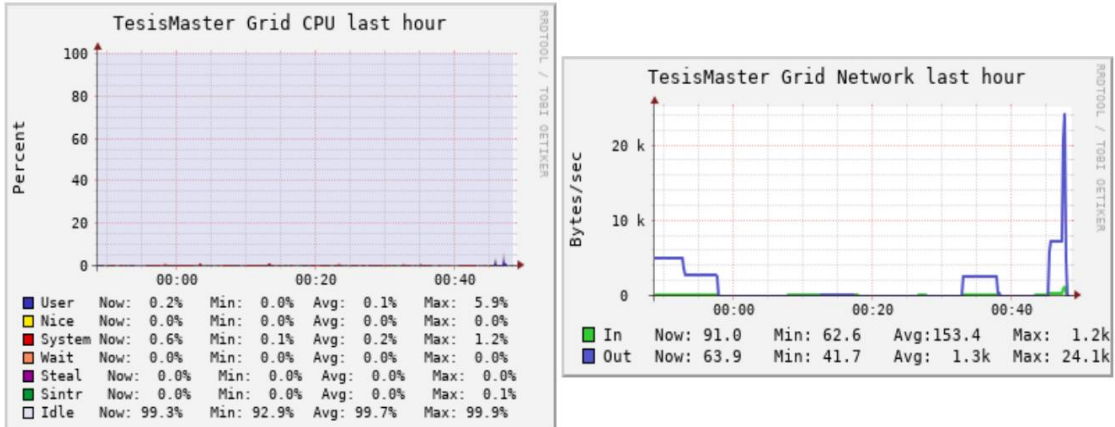 TesisMaster Grid CPU last hour
RRDTOOL / TOBI OETIKER
Percent
100
80
60
40
20
0
00:00 00:20 00:40
User Now: 0.2% Min: 0.0% Avg: 0.1% Max: 5.9%
Nice Now: 0.0% Min: 0.0% Avg: 0.0% Max: 0.0%
System Now: 0.6% Min: 0.1% Avg: 0.2% Max: 1.2%
Wait Now: 0.0% Min: 0.0% Avg: 0.0% Max: 0.0%
Steal Now: 0.0% Min: 0.0% Avg: 0.0% Max: 0.0%
Sintr Now: 0.0% Min: 0.0% Avg: 0.0% Max: 0.1%
Idle Now: 99.3% Min: 92.9% Avg: 99.7% Max: 99.9%
TesisMaster Grid Network last hour
RRDTOOL / TOBI OETIKER
Bytes/sec
20 k
10 k
0
00:00 00:20 00:40
In Now: 91.0 Min: 62.6 Avg:153.4 Max: 1.2k
Out Now: 63.9 Min: 41.7 Avg: 1.3k Max: 24.1k